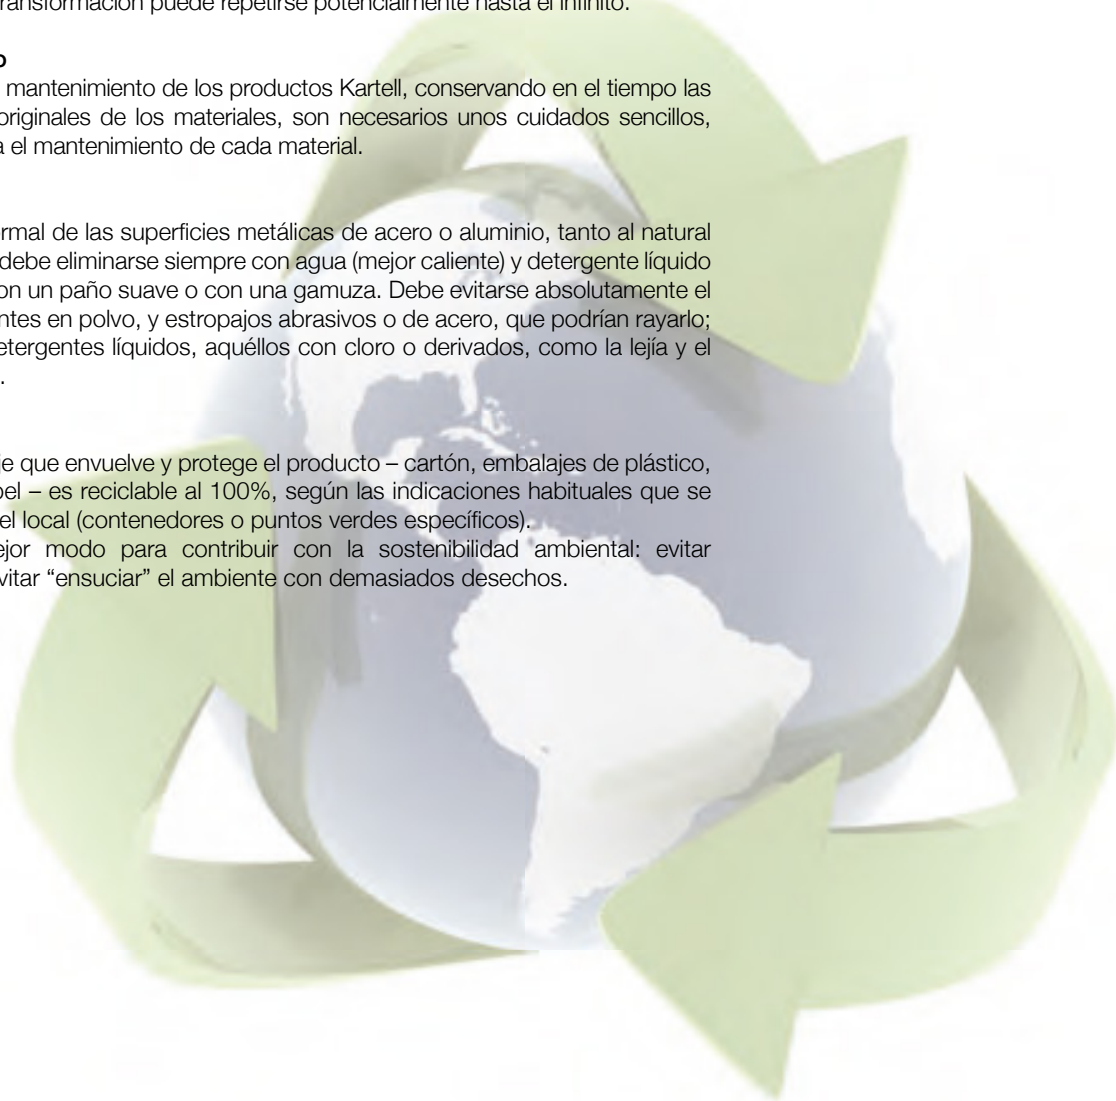 ransformación puede repetirse potencialmente hasta el infinito.
o
mantenimiento de los productos Kartell, conservando en el tiempo las
originales de los materiales, son necesarios unos cuidados sencillos,
a el mantenimiento de cada material.
rmal de las superficies metálicas de acero o aluminio, tanto al natural
debe eliminarse siempre con agua (mejor caliente) y detergente líquido
on un paño suave o con una gamuza. Debe evitarse absolutamente el
ntes en polvo, y estropajos abrasivos o de acero, que podrían rayarlo;
etergentes líquidos, aquéllos con cloro o derivados, como la lejía y el
.
je que envuelve y protege el producto – cartón, embalajes de plástico,
pel – es reciclable al 100%, según las indicaciones habituales que se
el local (contenedores o puntos verdes específicos).
ejor modo para contribuir con la sostenibilidad ambiental: evitar
vitar “ensuciar” el ambiente con demasiados desechos.